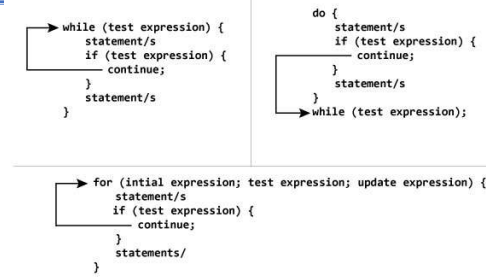 while (test expression) {
statement/s
if (test expression) {
continue;
}
statement/s
}
do {
statement/s
if (test expression) {
continue;
}
statement/s
}
while (test expression);
for (intial expression; test expression; update expression) {
statement/s
if (test expression) {
continue;
}
statements/
}